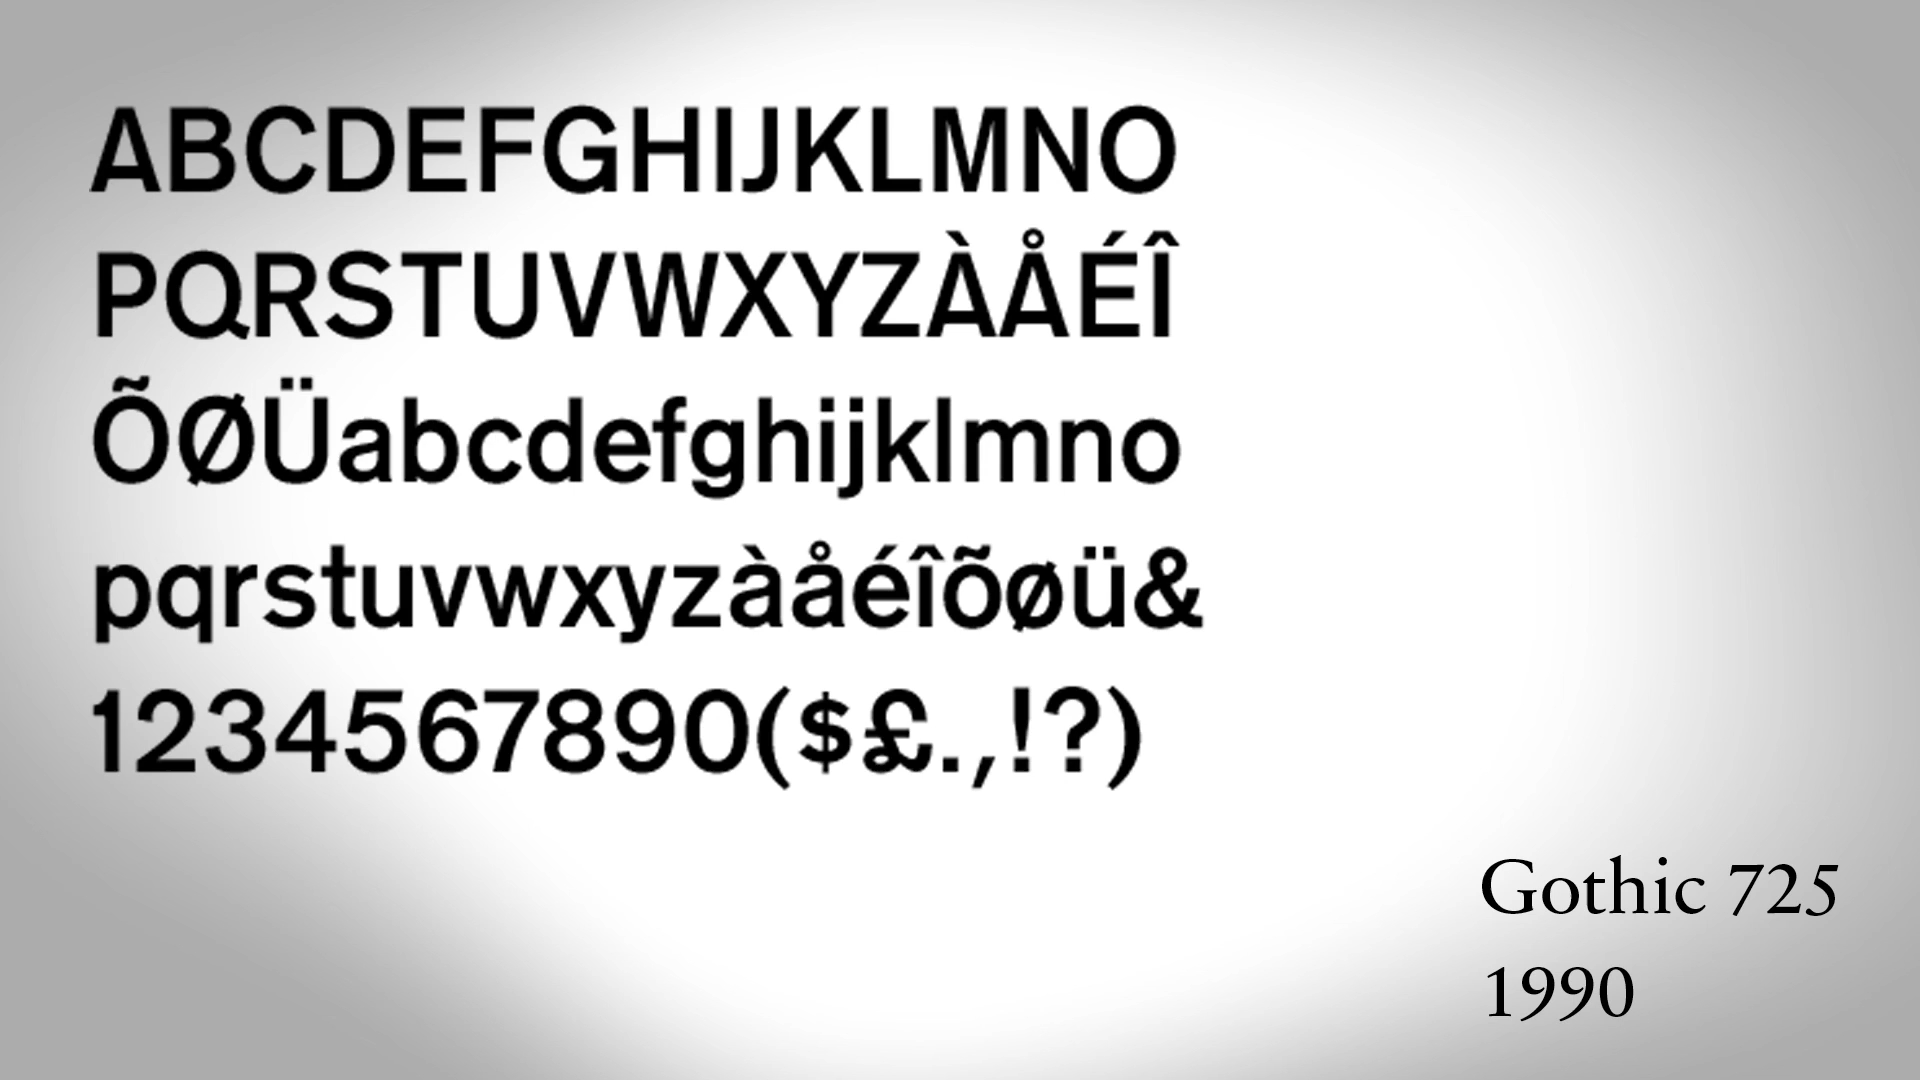 ABCDEFGHIJKLMNO
PQRSTUVWXYZÀÅÉÎ
ÕØÜabcdefghijklmno
pqrstuvwxyzàåéîõøü&
1234567890($£.,!?)
Gothic 725
1990